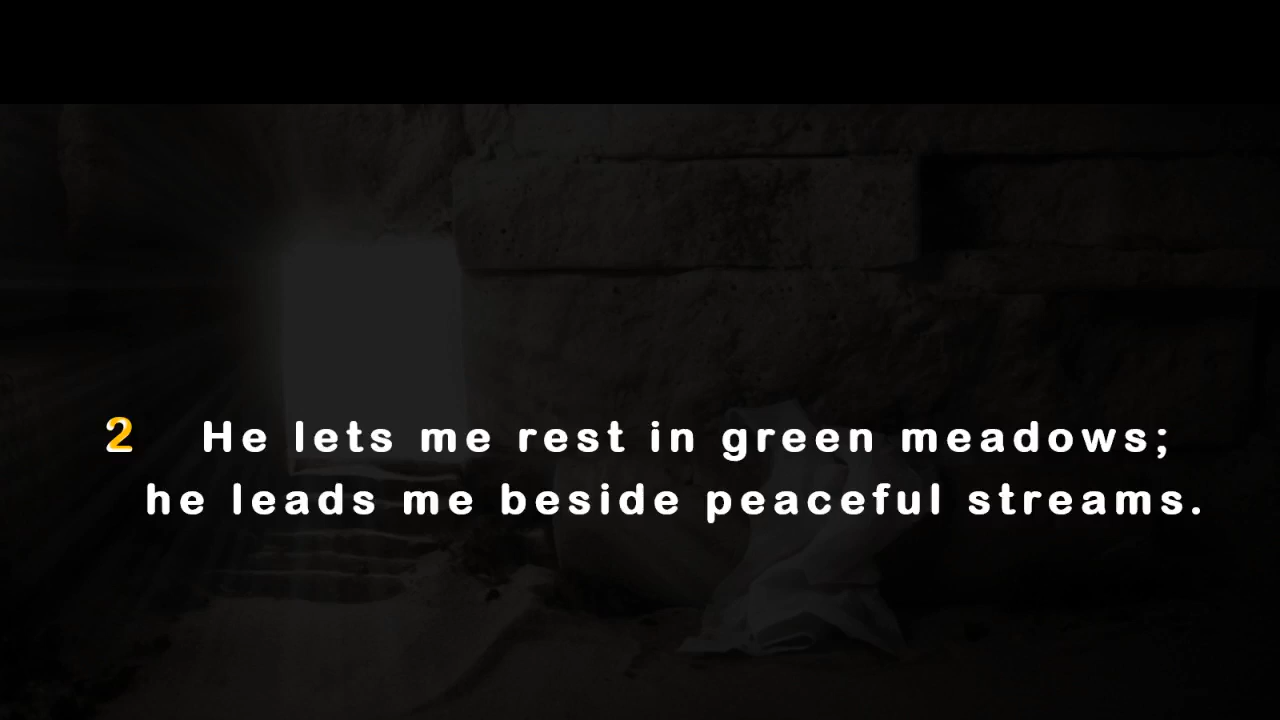 2 He lets me rest in green meadows;
he leads me beside peaceful streams.